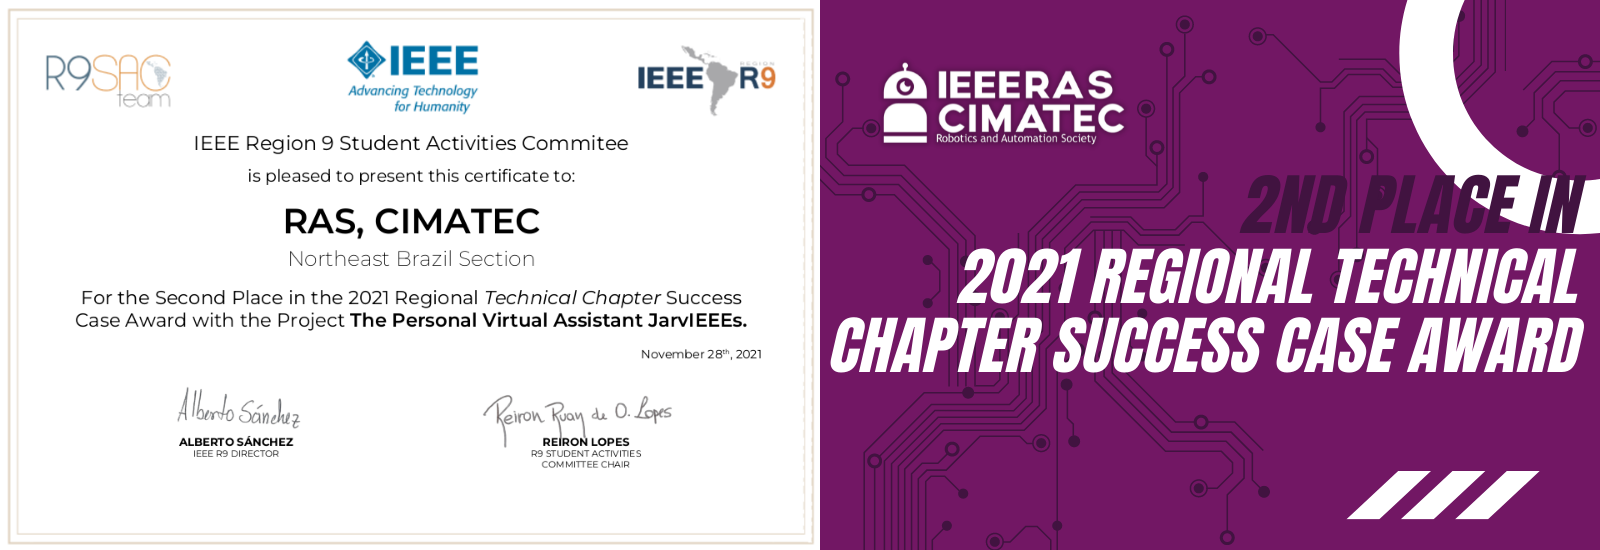 R9SAC
team
IEEE
Advancing Technology
for Humanity
REGION
IEEE R9
IEEE Region 9 Student Activities Commitee
is pleased to present this certificate to:
RAS, CIMATEC
Northeast Brazil Section
For the Second Place in the 2021 Regional Technical Chapter Success
Case Award with the Project The Personal Virtual Assistant JarvIEEEs.
November 28th, 2021
Alberto Sánchez
ALBERTO SÁNCHEZ
IEEE R9 DIRECTOR
Reiron Ruan de O. Lopes
REIRON LOPES
R9 STUDENT ACTIVITIES
COMMITTEE CHAIR
IEEERAS
CIMATEC
Robotics and Automation Society
2ND PLACE IN
2021 REGIONAL TECHNICAL
CHAPTER SUCCESS CASE AWARD